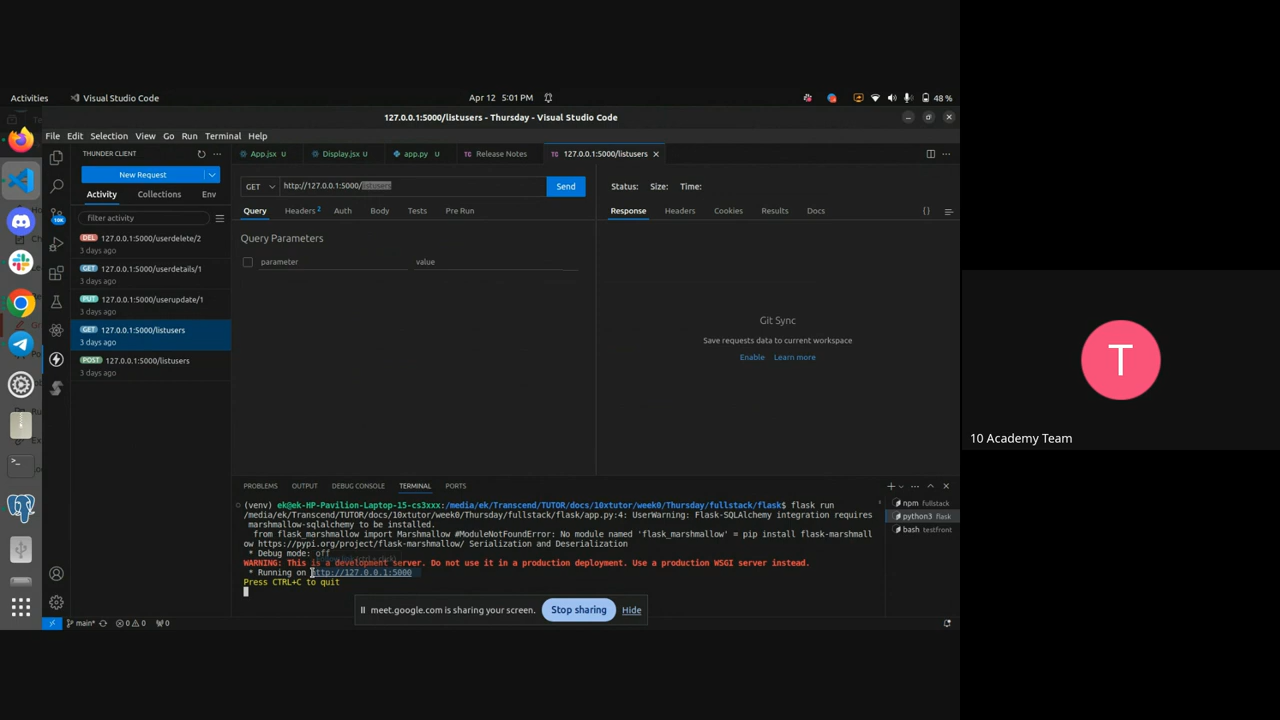 Activities
Visual Studio Code
Apr 12 5:01 PM
48 %
127.0.0.1:5000/listusers - Thursday - Visual Studio Code
File Edit Selection View Go Run Terminal Help
THUNDER CLIENT
New Request
Activity Collections Env
filter activity
DEL 127.0.0.1:5000/userdelete/2
3 days ago
GET 127.0.0.1:5000/userdetails/1
3 days ago
PUT 127.0.0.1:5000/userupdate/1
3 days ago
GET 127.0.0.1:5000/listusers
3 days ago
POST 127.0.0.1:5000/listusers
3 days ago
App.jsx U
Display.jsx U
app.py U
TC Release Notes
TC 127.0.0.1:5000/listusers
GET http://127.0.0.1:5000/listusers Send
Query Headers 2 Auth Body Tests Pre Run
Query Parameters
parameter value
Status: Size: Time:
Response Headers Cookies Results Docs
Git Sync
Save requests data to current workspace
Enable Learn more
PROBLEMS OUTPUT DEBUG CONSOLE TERMINAL PORTS
(venv) ek@ek-HP-Pavilion-Laptop-15-cs3xxx:/media/ek/Transcend/TUTOR/docs/10xtutor/week0/Thursday/fullstack/flask$ flask run
/media/ek/Transcend/TUTOR/docs/10xtutor/week0/Thursday/fullstack/flask/app.py:4: UserWarning: Flask-SQLAlchemy integration requires
marshmallow-sqlalchemy to be installed.
from flask_marshmallow import Marshmallow #ModuleNotFoundError: No module named 'flask_marshmallow' = pip install flask-marshmall
ow https://pypi.org/project/flask-marshmallow/ Serialization and Deserialization
* Debug mode: off
WARNING: This is a development server. Do not use it in a production deployment. Use a production WSGI server instead.
* Running on http://127.0.0.1:5000
Press CTRL+C to quit
npm fullstack
python3 flask
bash testfront
meet.google.com is sharing your screen. Stop sharing Hide
main* 0 0 0
T
10 Academy Team